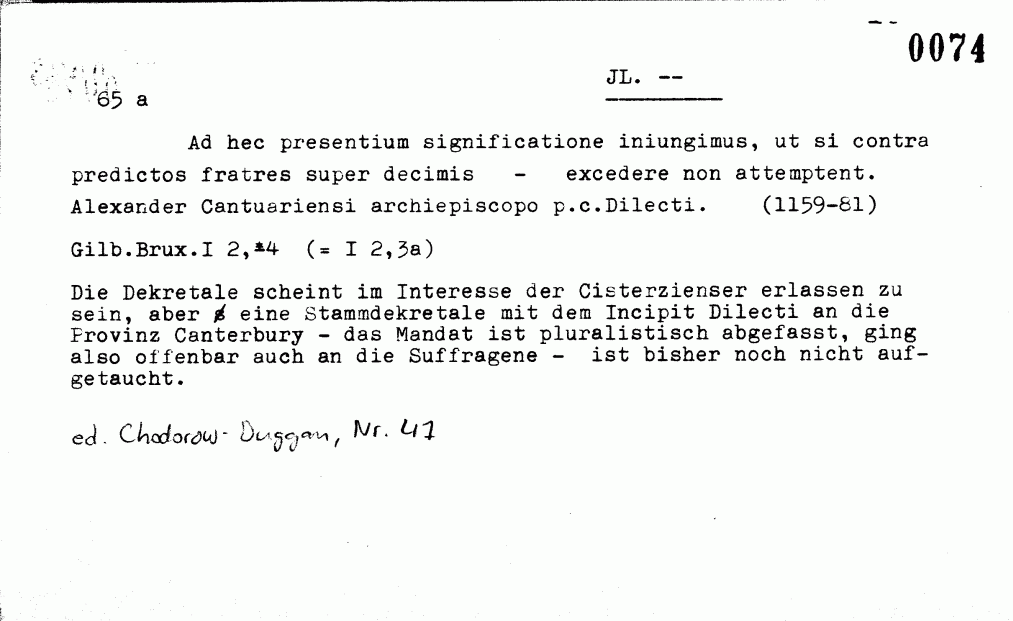 0074
JL. --
65 a
Ad hec presentium significatione iniungimus, ut si contra
predictos fratres super decimis - excedere non attemptent.
Alexander Cantuariensi archiepiscopo p.c.Dilecti. (1159-81)
Gilb.Brux.I 2,*4 (= I 2,3a)
Die Dekretale scheint im Interesse der Cisterzienser erlassen zu
sein, aber eine Stammdekretale mit dem Incipit Dilecti an die
Provinz Canterbury - das Mandat ist pluralistisch abgefasst, ging
also offenbar auch an die Suffragene - ist bisher noch nicht auf-
getaucht.
ed. Chodorow-Duggan, Nr. 41